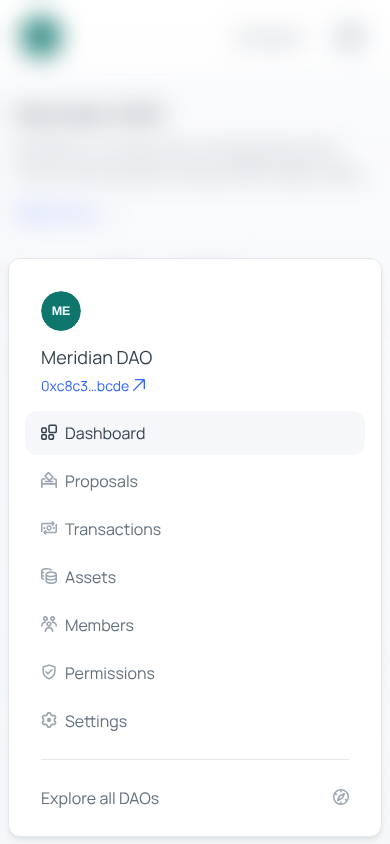 ME
Meridian DAO
0xc8c3…bcde
Dashboard
Proposals
Transactions
Assets
Members
Permissions
Settings
Explore all DAOs